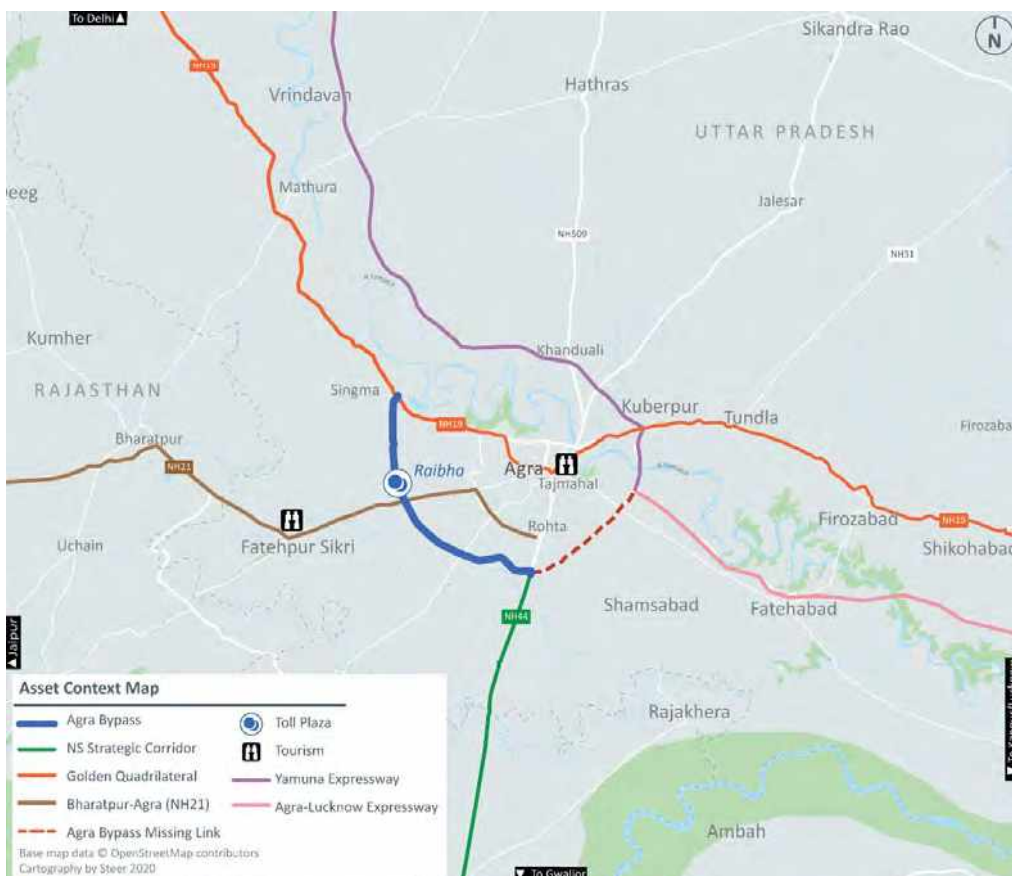 To Delhi ▲
Sikandra Rao
N
NH19
Hathras
Vrindavan
UTTAR PRADESH
Mathura
Jalesar
NH509
Kumher
Khanduali
RAJASTHAN
Singma
Kuberpur
Tundla
NH19
Bharatpur
Raibha
Agra
Tajmahal
NH21
Rohta
Firozabad
NH19
Uchain
Fatehpur Sikri
Shikohabad
Shamsabad
Fatehabad
NH44
▲Jaipur
Rajakhera
Ambah
▼ To Gwalior
Asset Context Map
Agra Bypass
Toll Plaza
NS Strategic Corridor
Tourism
Golden Quadrilateral
Yamuna Expressway
Bharatpur-Agra (NH21)
Agra-Lucknow Expressway
Agra Bypass Missing Link
Base map data © OpenStreetMap contributors
Cartography by Steer 2020